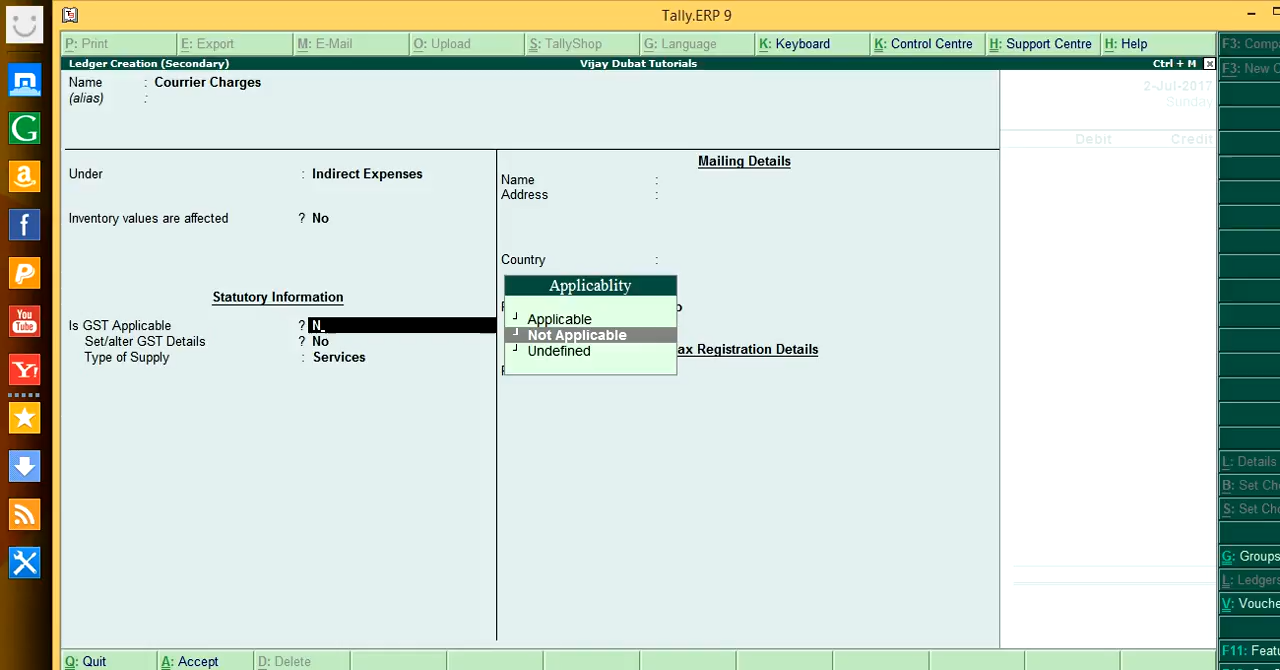 Tally.ERP 9
P: Print E: Export M: E-Mail O: Upload S: TallyShop G: Language K: Keyboard K: Control Centre H: Support Centre H: Help
Ledger Creation (Secondary) Vijay Dubat Tutorials Ctrl + M
Name : Courrier Charges
(alias) :
Under : Indirect Expenses
Inventory values are affected ? No
Statutory Information
Is GST Applicable ? N
Set/alter GST Details ? No
Type of Supply : Services
Mailing Details
Name :
Address :
Country :
Applicablity
Applicable
Not Applicable
Undefined
ax Registration Details
2-Jul-2017
Sunday
Debit Credit
F3: Comp
F3: New C
L: Details
B: Set Ch
S: Set Ch
G: Groups
L: Ledgers
V: Vouche
F11: Featu
Q: Quit A: Accept D: Delete
You
Tube
Y!